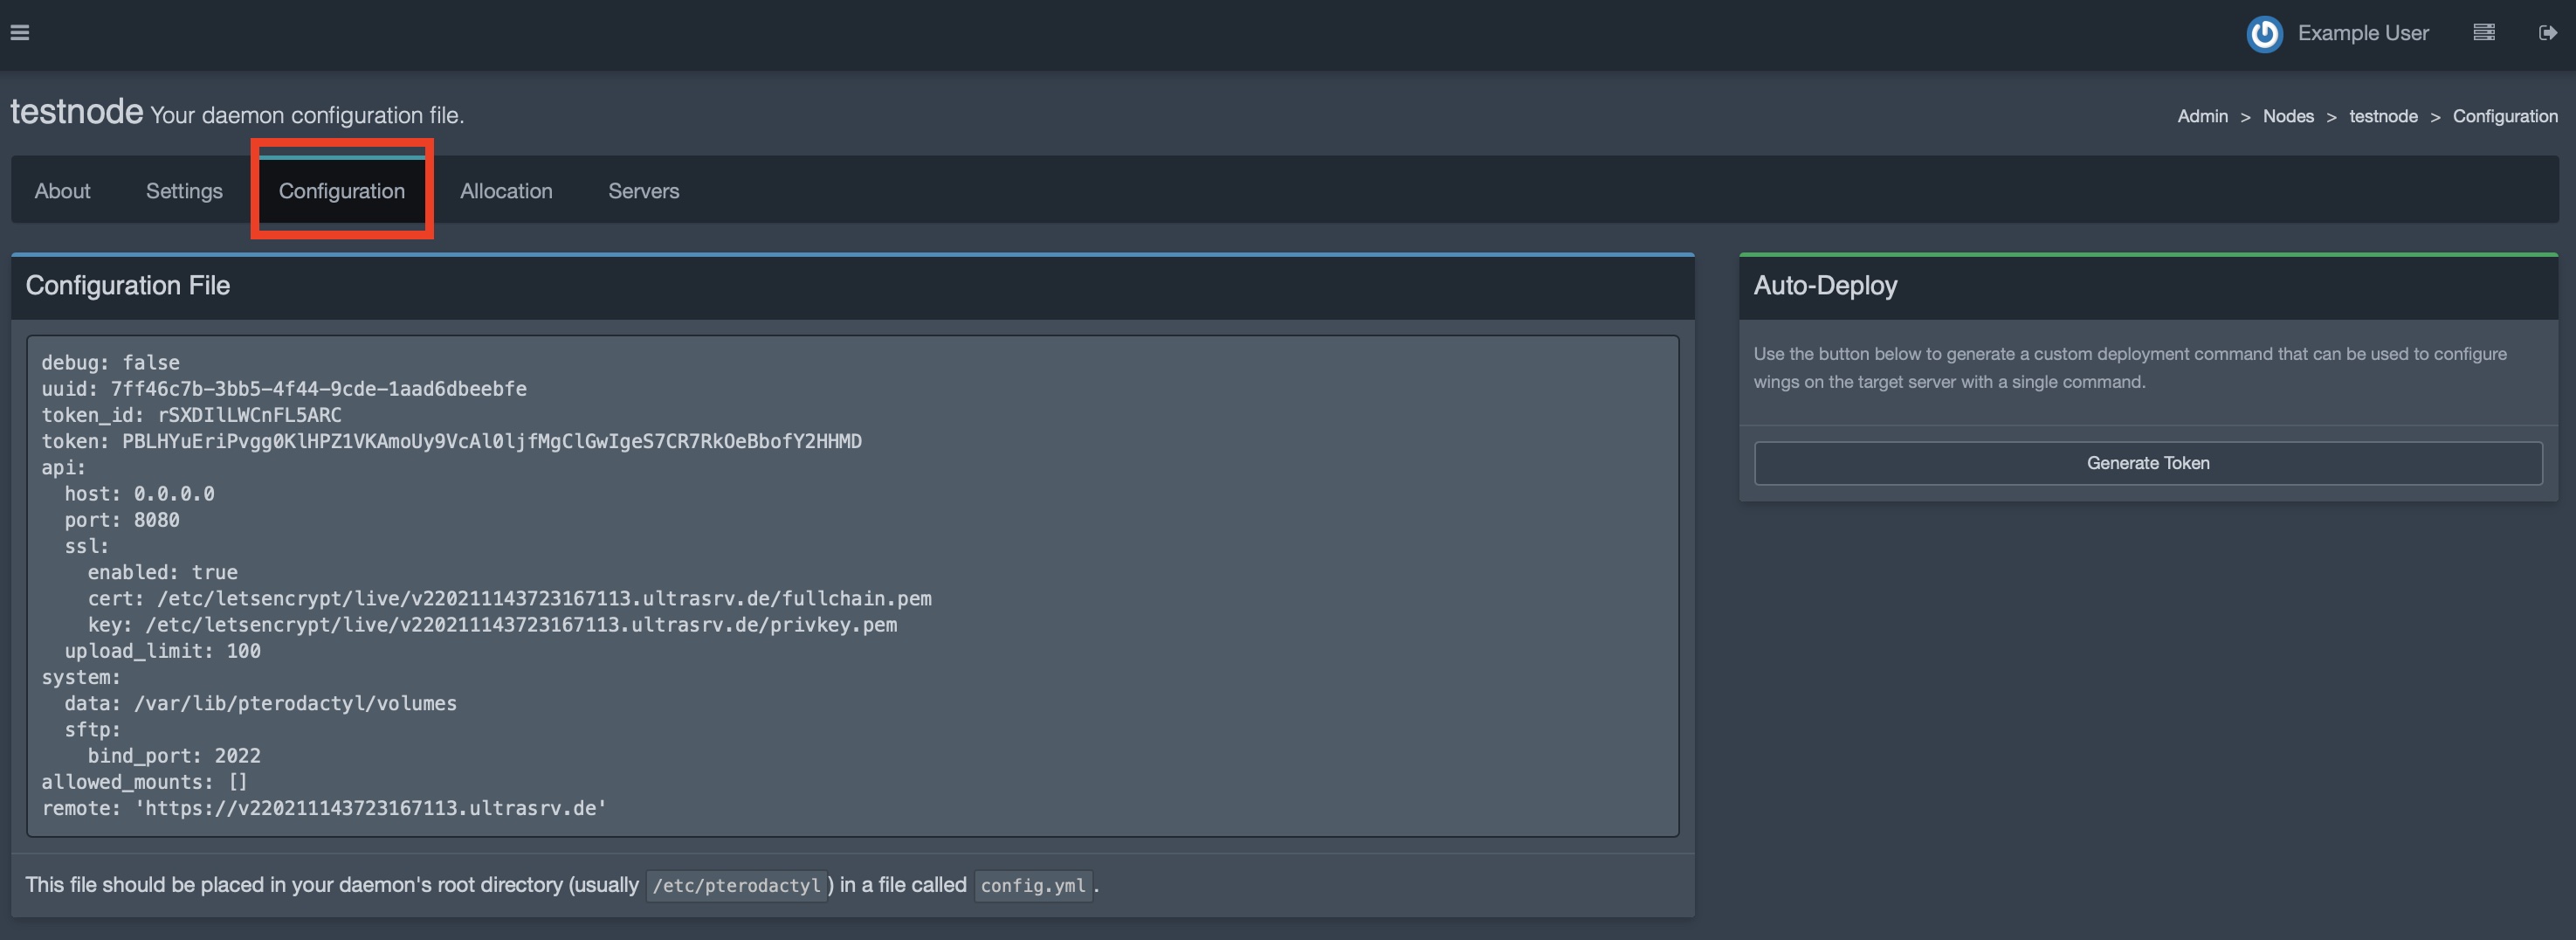 Example User
testnode Your daemon configuration file.
Admin > Nodes > testnode > Configuration
About Settings Configuration Allocation Servers
Configuration File
debug: false
uuid: 7ff46c7b-3bb5-4f44-9cde-1aad6dbeebfe
token_id: rSXDIlLWCnFL5ARC
token: PBLHYuEriPvgg0KlHPZ1VKAmoUy9VcAl0ljfMgClGwIgeS7CR7RkOeBbofY2HHMD
api:
  host: 0.0.0.0
  port: 8080
  ssl:
    enabled: true
    cert: /etc/letsencrypt/live/v220211143723167113.ultrasrv.de/fullchain.pem
    key: /etc/letsencrypt/live/v220211143723167113.ultrasrv.de/privkey.pem
  upload_limit: 100
system:
  data: /var/lib/pterodactyl/volumes
  sftp:
    bind_port: 2022
allowed_mounts: []
remote: 'https://v220211143723167113.ultrasrv.de'
This file should be placed in your daemon's root directory (usually /etc/pterodactyl) in a file called config.yml.
Auto-Deploy
Use the button below to generate a custom deployment command that can be used to configure
wings on the target server with a single command.
Generate Token